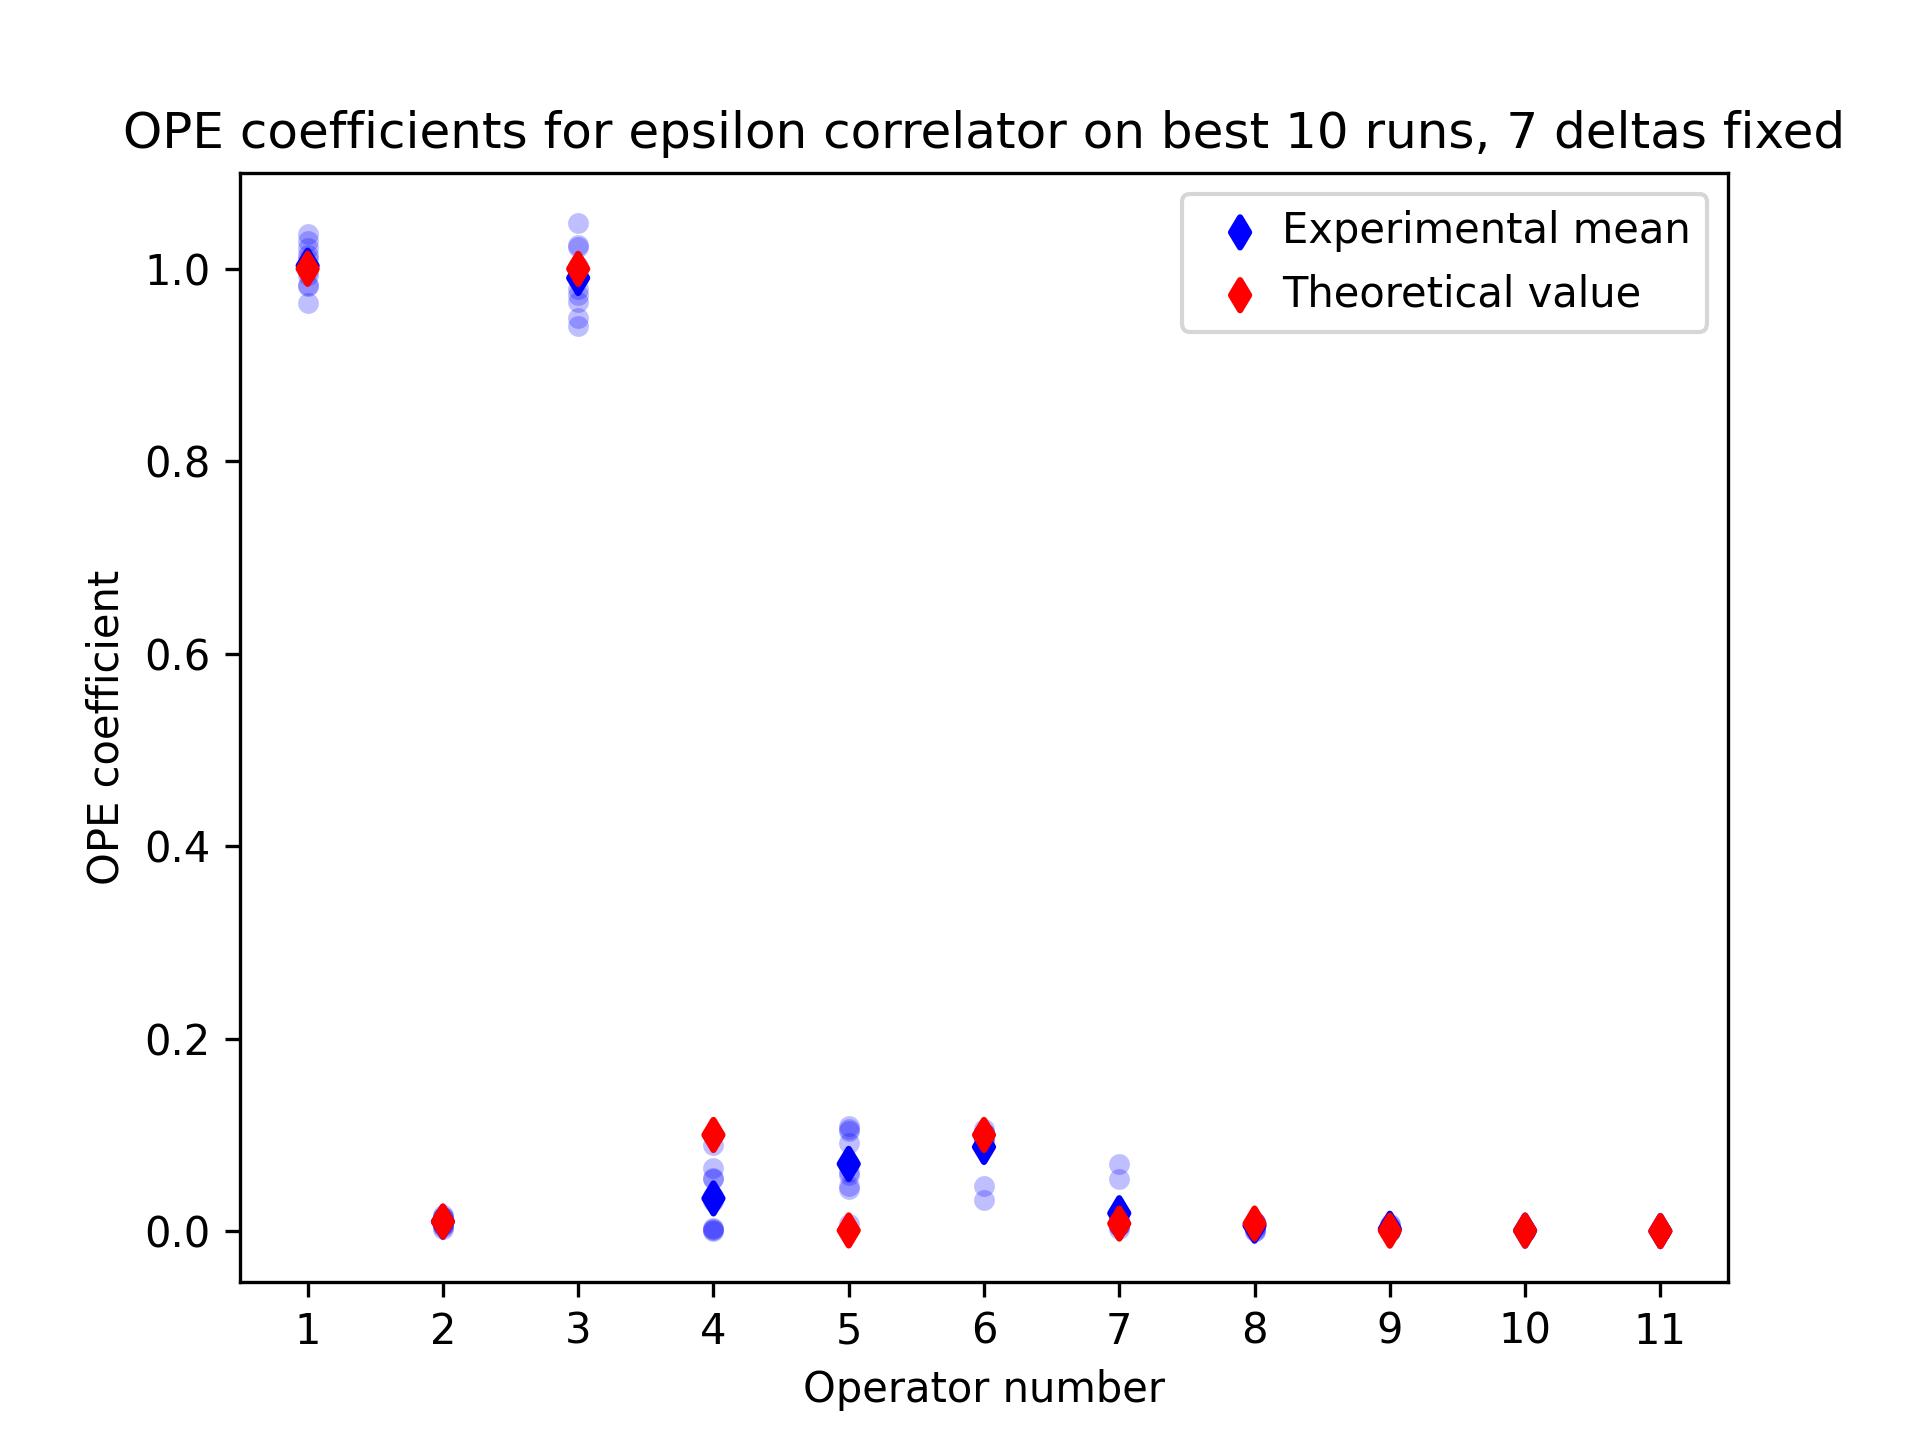 OPE coefficients for epsilon correlator on best 10 runs, 7 deltas fixed
Experimental mean
Theoretical value
1.0
0.8
0.6
0.4
0.2
0.0
OPE coefficient
1 2 3 4 5 6 7 8 9 10 11
Operator number